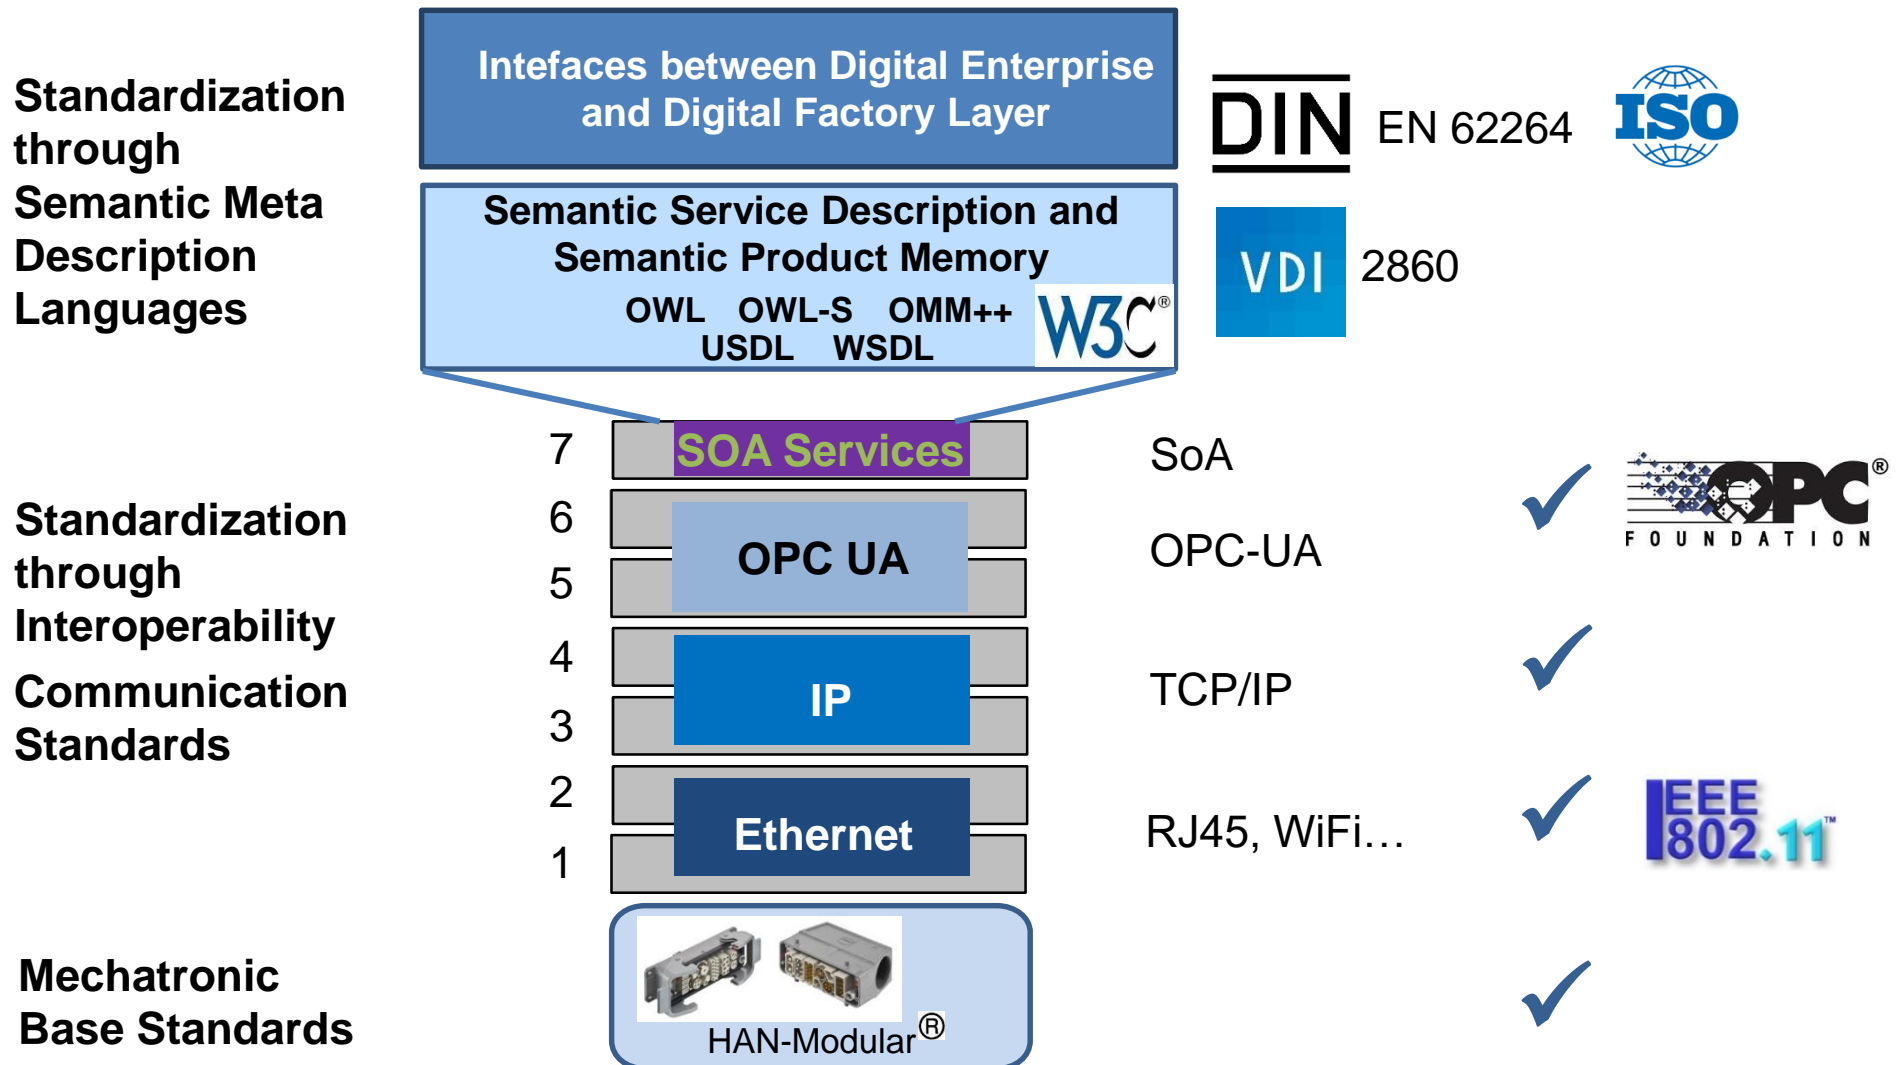 Intefaces between Digital Enterprise
and Digital Factory Layer
Standardization
through
Semantic Meta
Description
Languages
DIN EN 62264 ISO
Semantic Service Description and
Semantic Product Memory
OWL OWL-S OMM++
USDL WSDL
W3C®
VDI 2860
7 SOA Services SoA
6
5
OPC UA
OPC-UA
OPC®
FOUNDATION
Standardization
through
Interoperability
Communication
Standards
4
3
IP
TCP/IP
2
1
Ethernet
RJ45, WiFi…
IEEE
802.11™
Mechatronic
Base Standards
HAN-Modular®